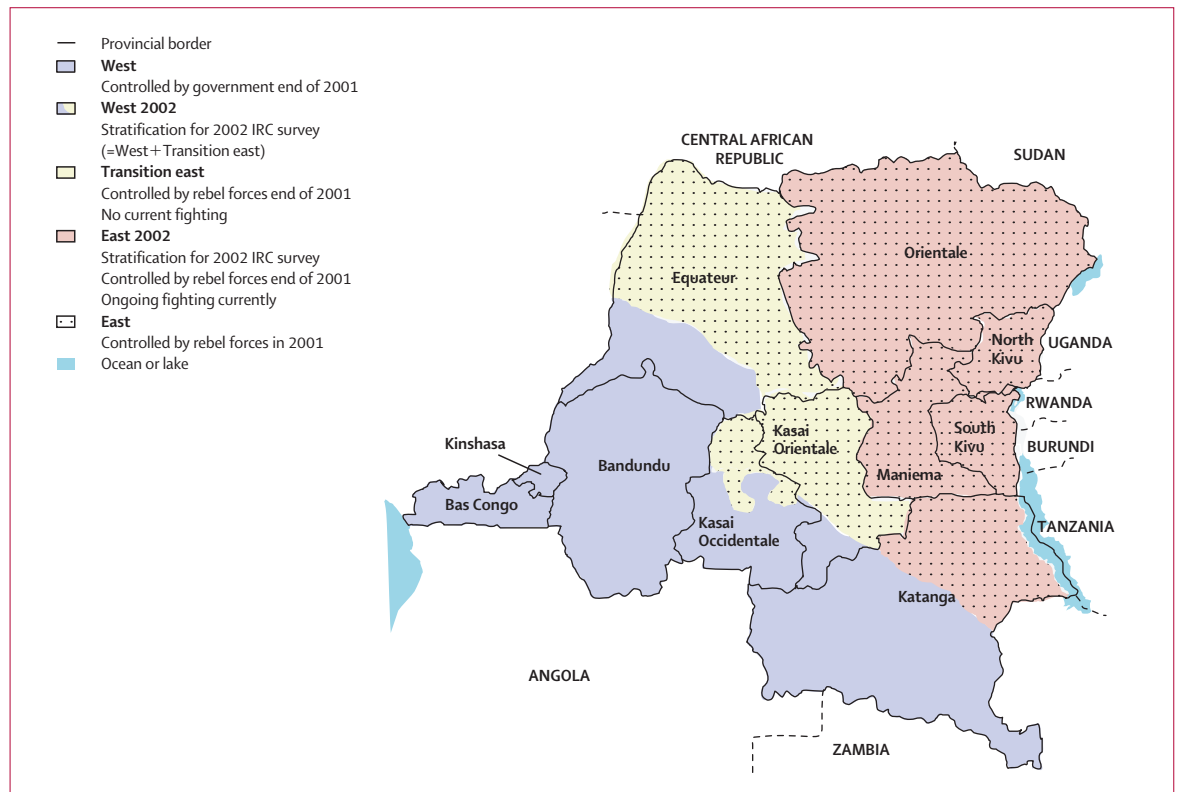 Provincial border
West
Controlled by government end of 2001
West 2002
Stratification for 2002 IRC survey
(=West+Transition east)
Transition east
Controlled by rebel forces end of 2001
No current fighting
East 2002
Stratification for 2002 IRC survey
Controlled by rebel forces end of 2001
Ongoing fighting currently
East
Controlled by rebel forces in 2001
Ocean or lake
CENTRAL AFRICAN
REPUBLIC
SUDAN
Orientale
Equateur
North
Kivu
UGANDA
RWANDA
South
Kivu
BURUNDI
Kasai
Orientale
Kinshasa
Bandundu
Maniema
Bas Congo
Kasai
Occidentale
TANZANIA
Katanga
ANGOLA
ZAMBIA